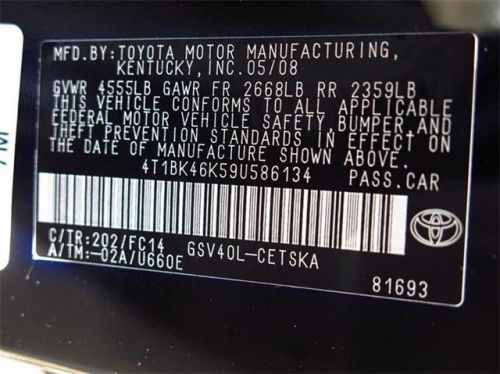 MFD.BY:TOYOTA MOTOR MANUFACTURING,
KENTUCKY,INC.05/08
GVWR 4555LB GAWR FR 2668LB RR 2359LB
THIS VEHICLE CONFORMS TO ALL APPLICABLE
FEDERAL MOTOR VEHICLE SAFETY,BUMPER,AND
THEFT PREVENTION STANDARDS IN EFFECT ON
THE DATE OF MANUFACTURE SHOWN ABOVE.
4T1BK46K59U586134 PASS.CAR
C/TR:202/FC14 GSV40L-CETSKA
A/TM:-02A/U660E
TOYOTA
81693